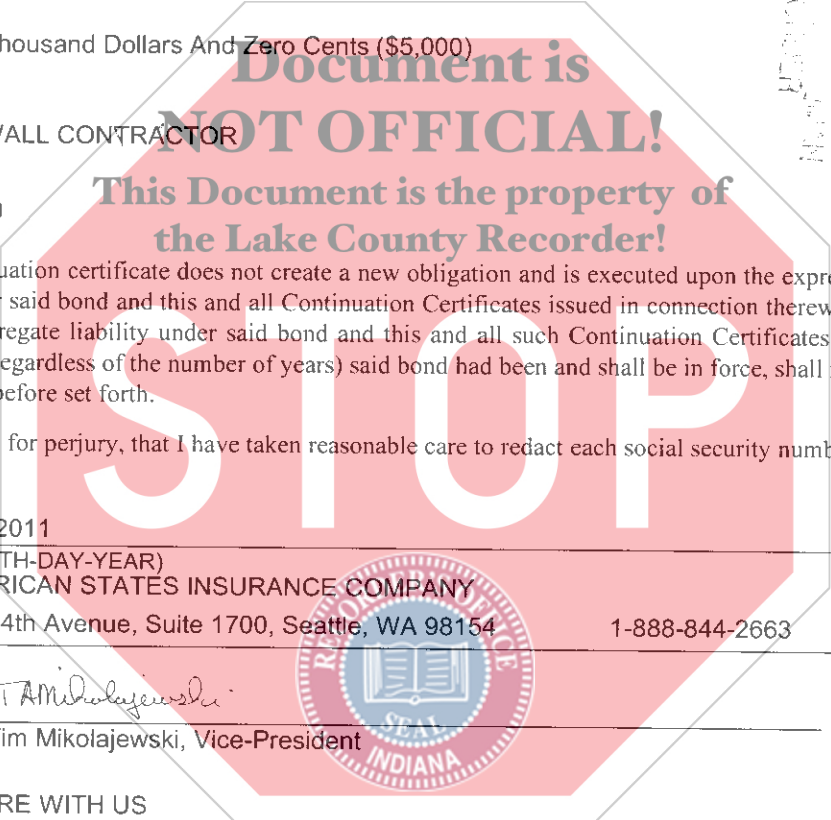 housand Dollars And Zero Cents ($5,000)
Document is
NOT OFFICIAL!
ALL CONTRACTOR
This Document is the property of
the Lake County Recorder!
uation certificate does not create a new obligation and is executed upon the expre
said bond and this and all Continuation Certificates issued in connection therew
regate liability under said bond and this and all such Continuation Certificates
egardless of the number of years) said bond had been and shall be in force, shall
before set forth.
for perjury, that I have taken reasonable care to redact each social security numb
STOP
2011
TH-DAY-YEAR)
RICAN STATES INSURANCE COMPANY
4th Avenue, Suite 1700, Seattle, WA 98154 1-888-844-2663
RECORDER OFFICE
SEAL
INDIANA
TAMikolajewski
im Mikolajewski, Vice-President
RE WITH US